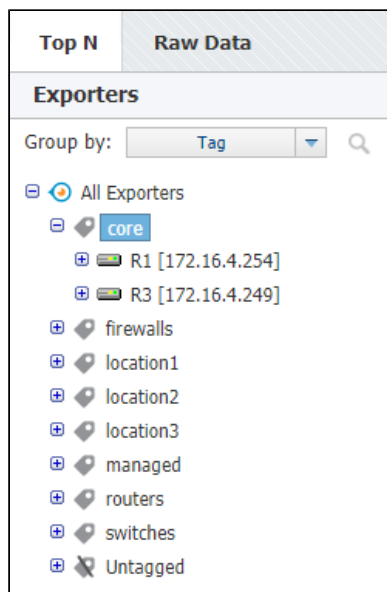 Top N Raw Data
Exporters
Group by: Tag
All Exporters
core
R1 [172.16.4.254]
R3 [172.16.4.249]
firewalls
location1
location2
location3
managed
routers
switches
Untagged